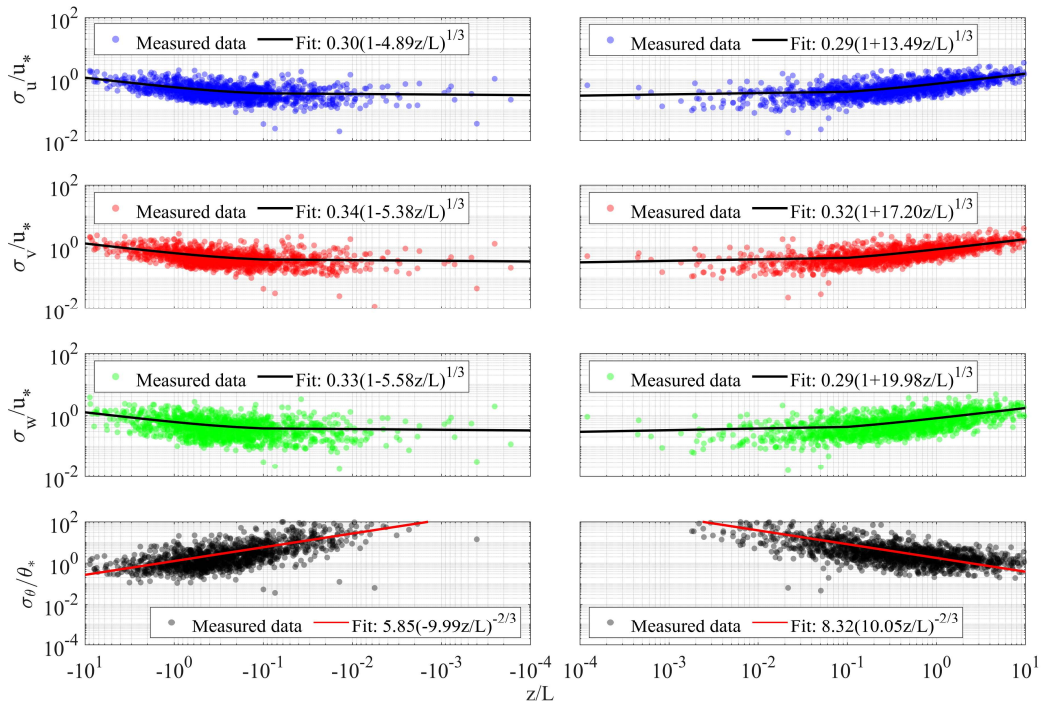 10^2 Measured data Fit: 0.30(1-4.89z/L)^1/3 Measured data Fit: 0.29(1+13.49z/L)^1/3
σ_u/u_*
10^0
10^-2
10^2 Measured data Fit: 0.34(1-5.38z/L)^1/3 Measured data Fit: 0.32(1+17.20z/L)^1/3
σ_v/u_*
10^0
10^-2
10^2 Measured data Fit: 0.33(1-5.58z/L)^1/3 Measured data Fit: 0.29(1+19.98z/L)^1/3
σ_w/u_*
10^0
10^-2
10^2
σ_θ/θ_*
10^0
10^-2
Measured data Fit: 5.85(-9.99z/L)^-2/3 Measured data Fit: 8.32(10.05z/L)^-2/3
10^-4
-10^1 -10^0 -10^-1 -10^-2 -10^-3 -10^-4 10^-4 10^-3 10^-2 10^-1 10^0 10^1
z/L